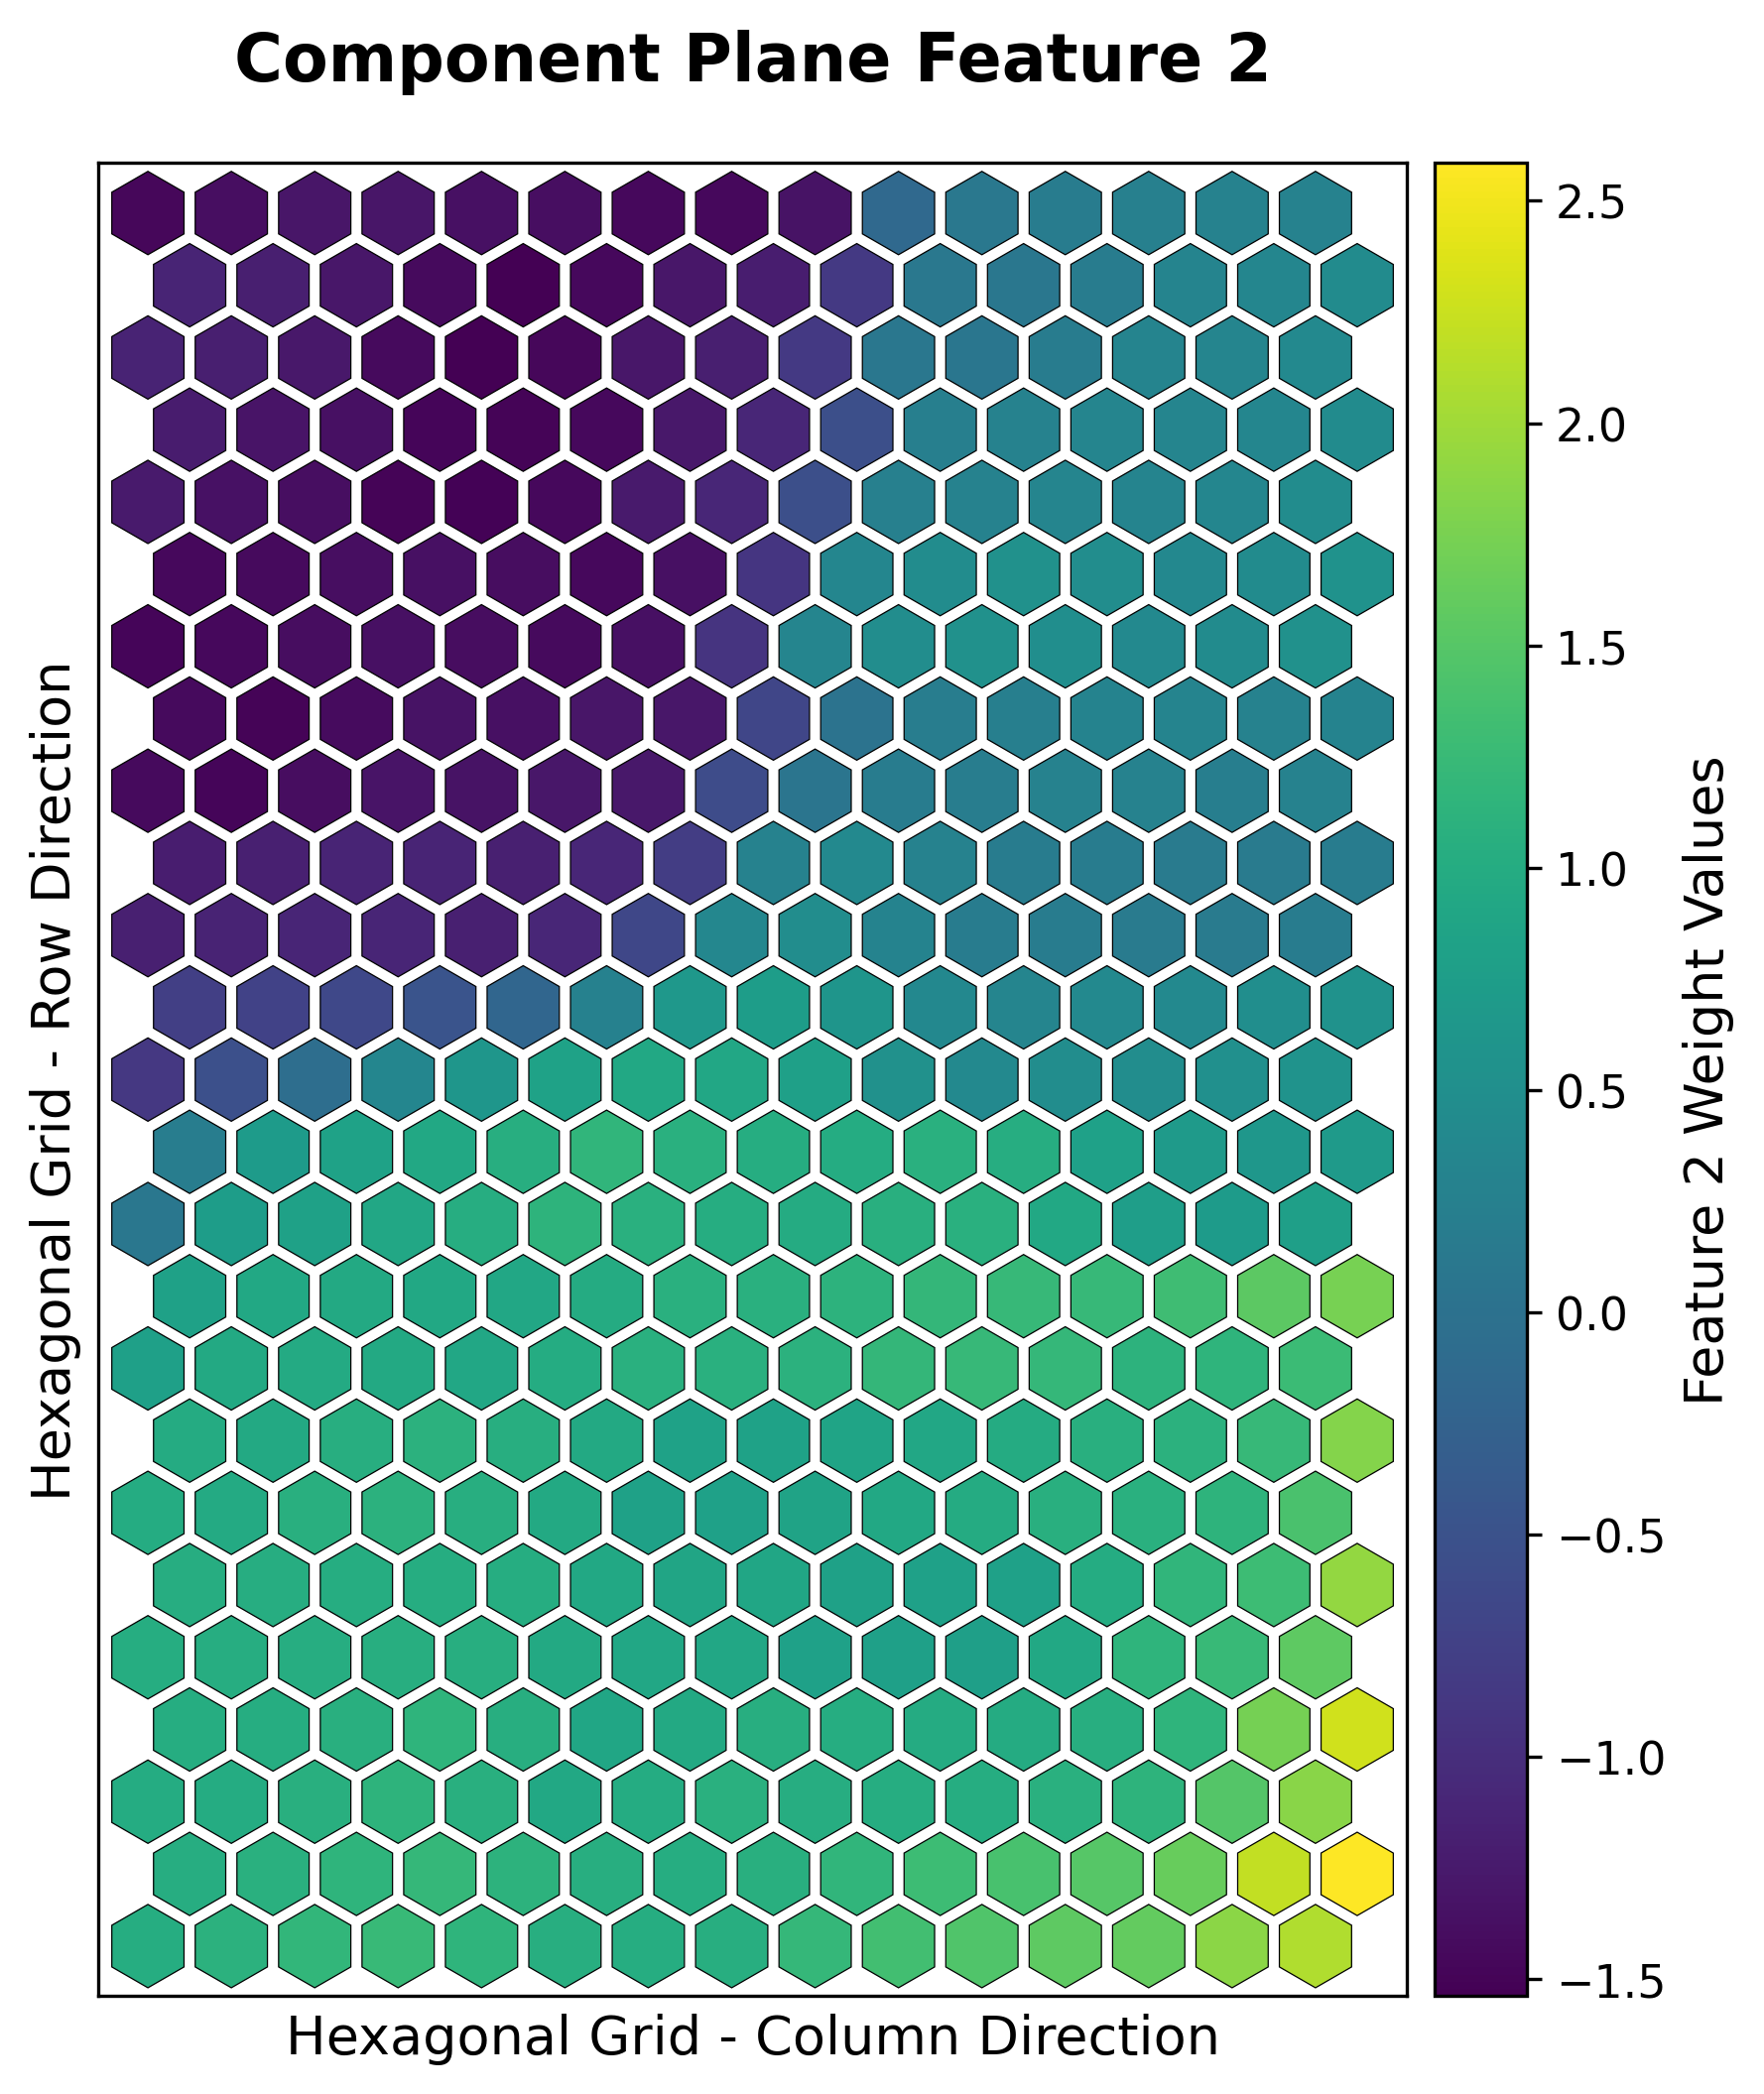 Component Plane Feature 2
Hexagonal Grid - Row Direction
Hexagonal Grid - Column Direction
2.5
2.0
1.5
1.0
0.5
0.0
−0.5
−1.0
−1.5
Feature 2 Weight Values